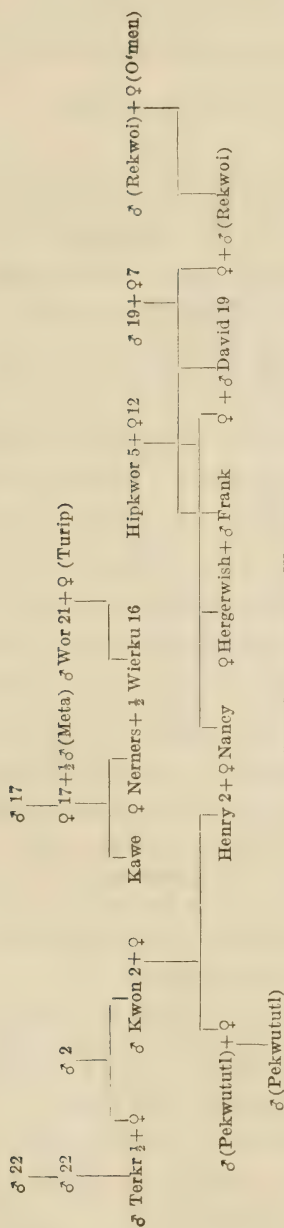 ♂ 22 ♂ 17
♂ 22 ♂ 2 ♀ 17+½♂(Meta) ♂Wor 21+♀ (Turip)
♂ Terkr ½+♀ ♂ Kwon 2+♀ Kawe ♀ Nerners+½ Wierku 16 Hipkwor 5+♀12 ♂ 19+♀7 ♂ (Rekwoi)+♀(O'men)
♂(Pekwututl)+♀ Henry 2+♀Nancy ♀Hergerwish+♂Frank ♀ +♂David 19 ♀ +♂(Rekwoi)
♂(Pekwututl)